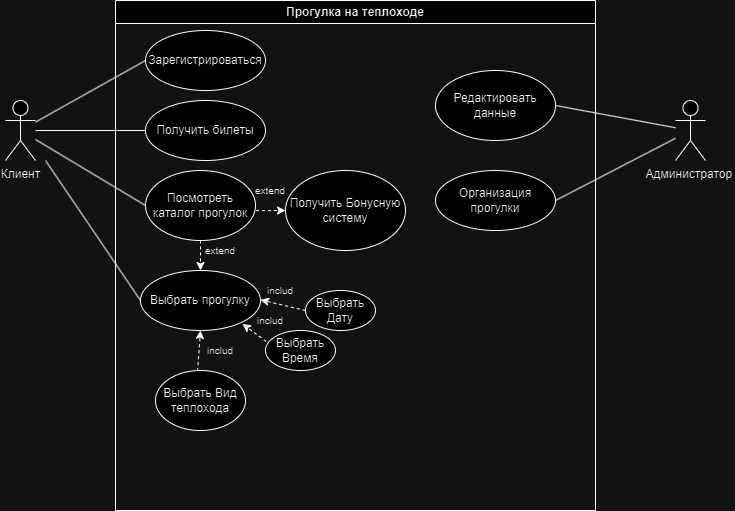 Прогулка на теплоходе
Зарегистрироваться
Редактировать
данные
Получить билеты
Клиент
Администратор
Посмотреть
каталог прогулок
extend
Получить Бонусную
систему
Организация
прогулки
extend
Выбрать прогулку
includ
Выбрать
Дату
includ
Выбрать
Время
includ
Выбрать Вид
теплохода